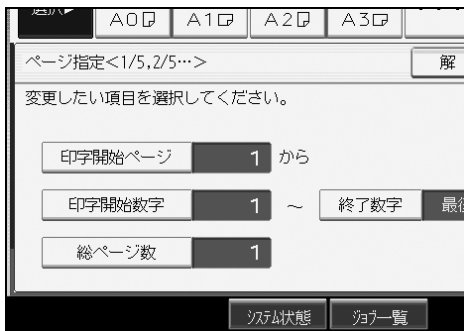 選択▶ A0 A1 A2 A3
ページ指定<1/5,2/5…> 解
変更したい項目を選択してください。
印字開始ページ 1 から
印字開始数字 1 ～ 終了数字 最後
総ページ数 1
システム状態 ジョブ一覧